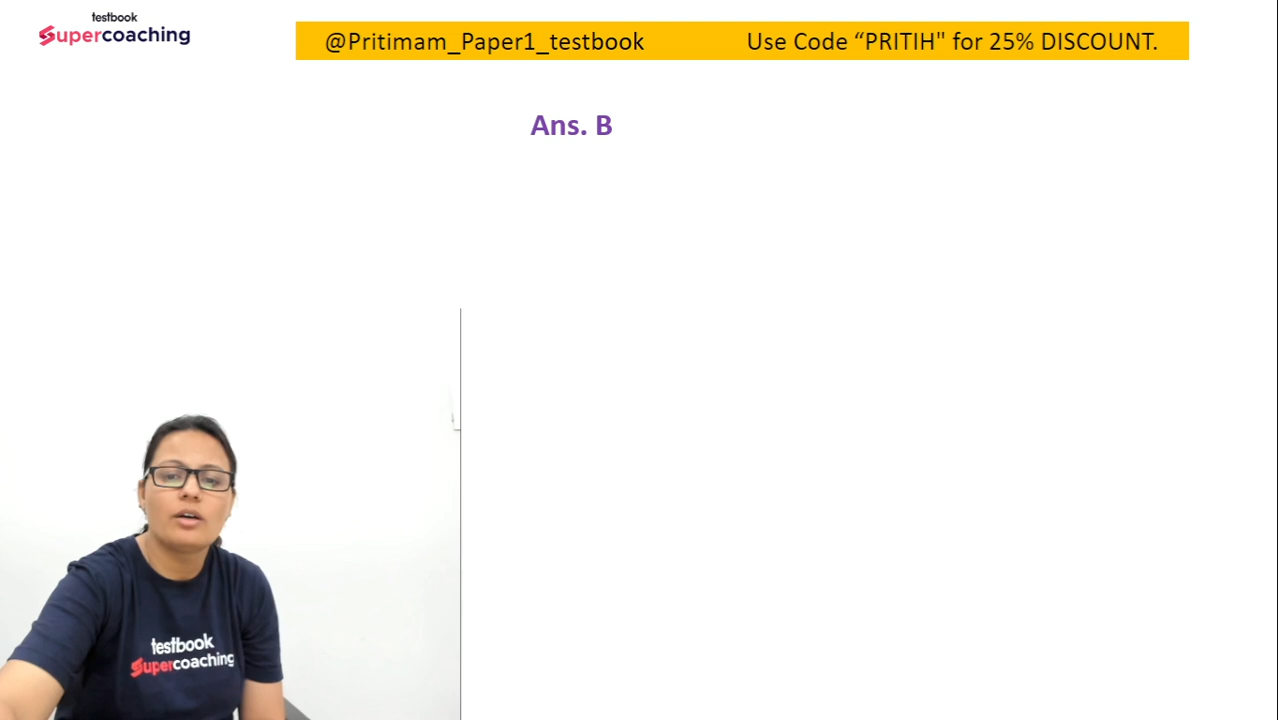 testbook
Supercoaching
@Pritimam_Paper1_testbook Use Code “PRITIH" for 25% DISCOUNT.
Ans. B
testbook
Supercoaching